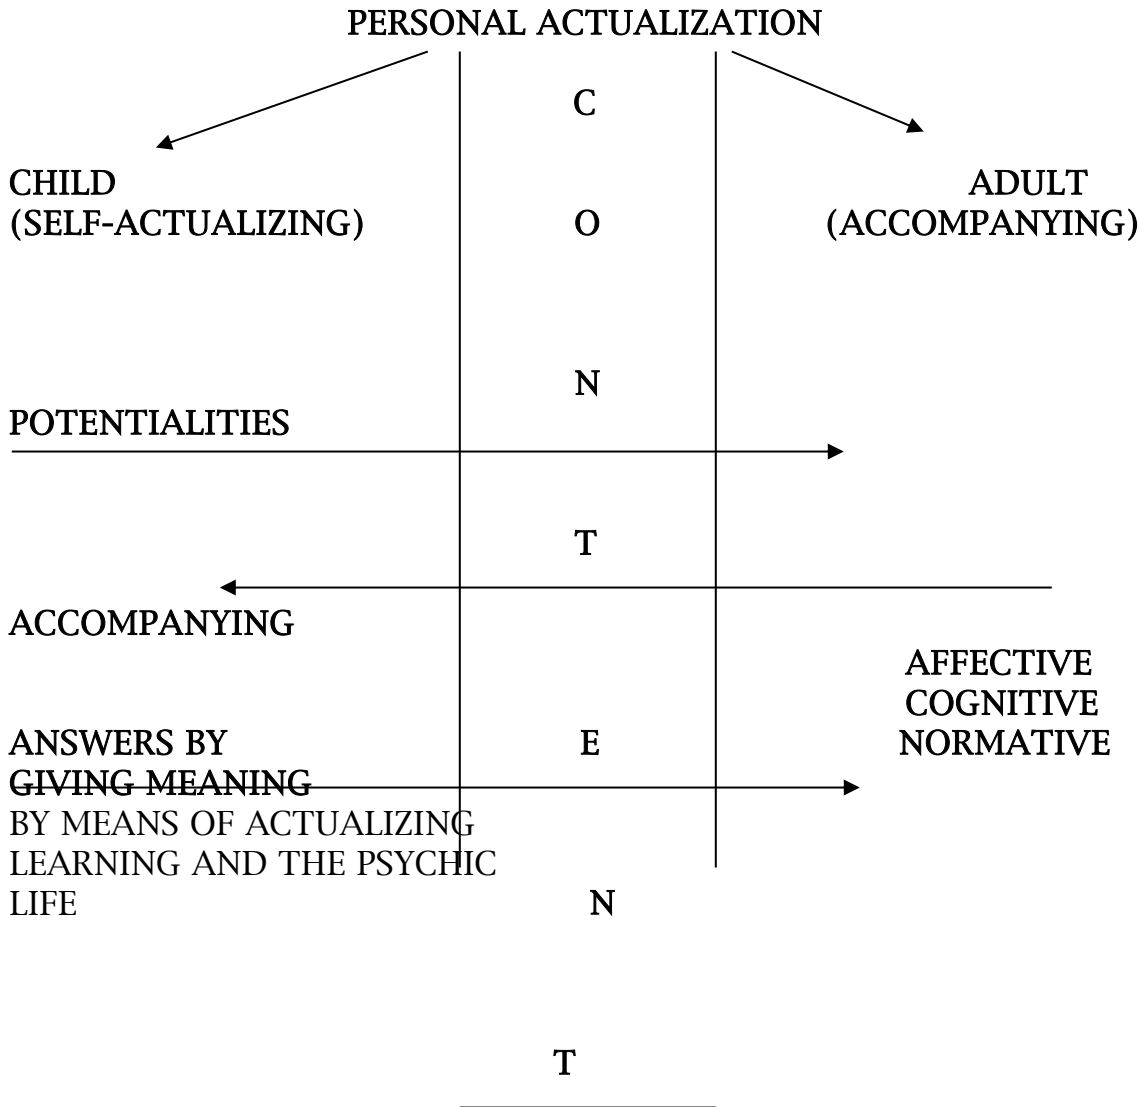 PERSONAL ACTUALIZATION
C
CHILD ADULT
(SELF-ACTUALIZING) O (ACCOMPANYING)
N
POTENTIALITIES
T
ACCOMPANYING
AFFECTIVE
COGNITIVE
ANSWERS BY E NORMATIVE
GIVING MEANING
BY MEANS OF ACTUALIZING
LEARNING AND THE PSYCHIC
LIFE N
T